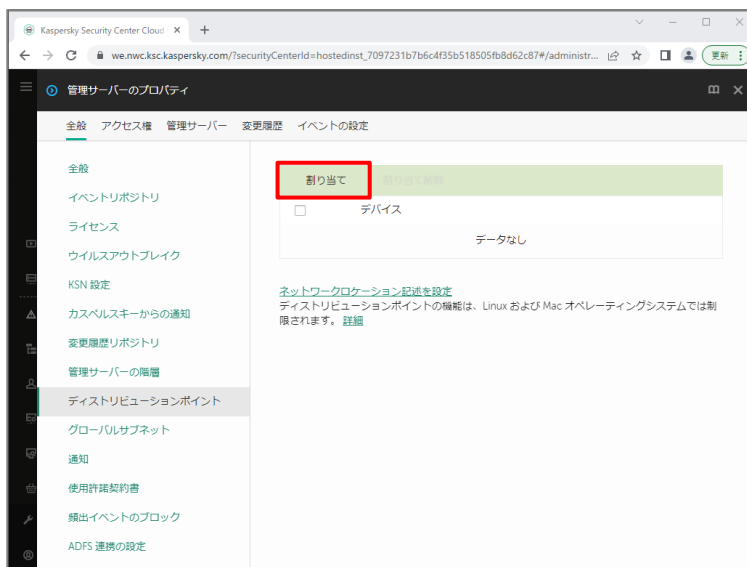 Kaspersky Security Center Cloud
we.nwc.ksc.kaspersky.com/?securityCenterId=hostedinst_7097231b7b6c4f35b518505fb8d62c87#/administr...
更新
管理サーバーのプロパティ
全般 アクセス権 管理サーバー 変更履歴 イベントの設定
全般
イベントリポジトリ
ライセンス
ウイルスアウトブレイク
KSN 設定
カスペルスキーからの通知
変更履歴リポジトリ
管理サーバーの階層
ディストリビューションポイント
グローバルサブネット
通知
使用許諾契約書
頻出イベントのブロック
ADFS 連携の設定
割り当て 割り当て解除
デバイス
データなし
ネットワークロケーション記述を設定
ディストリビューションポイントの機能は、Linux および Mac オペレーティングシステムでは制
限されます。 詳細